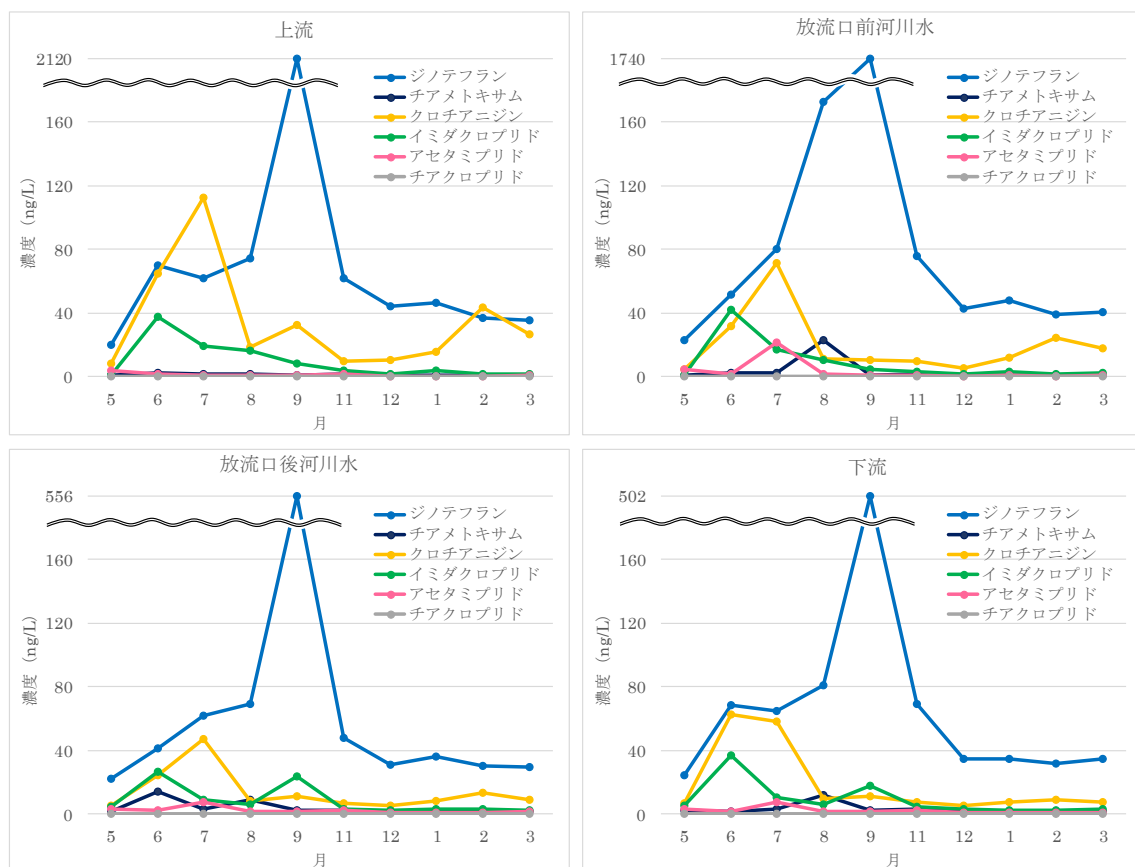 上流
2120
160
120
80
40
0
濃度（ng/L）
ジノテフラン
チアメトキサム
クロチアニジン
イミダクロプリド
アセタミプリド
チアクロプリド
5 6 7 8 9 11 12 1 2 3
月
放流口前河川水
1740
160
120
80
40
0
濃度（ng/L）
ジノテフラン
チアメトキサム
クロチアニジン
イミダクロプリド
アセタミプリド
チアクロプリド
5 6 7 8 9 11 12 1 2 3
月
放流口後河川水
556
160
120
80
40
0
濃度（ng/L）
ジノテフラン
チアメトキサム
クロチアニジン
イミダクロプリド
アセタミプリド
チアクロプリド
5 6 7 8 9 11 12 1 2 3
月
下流
502
160
120
80
40
0
濃度（ng/L）
ジノテフラン
チアメトキサム
クロチアニジン
イミダクロプリド
アセタミプリド
チアクロプリド
5 6 7 8 9 11 12 1 2 3
月